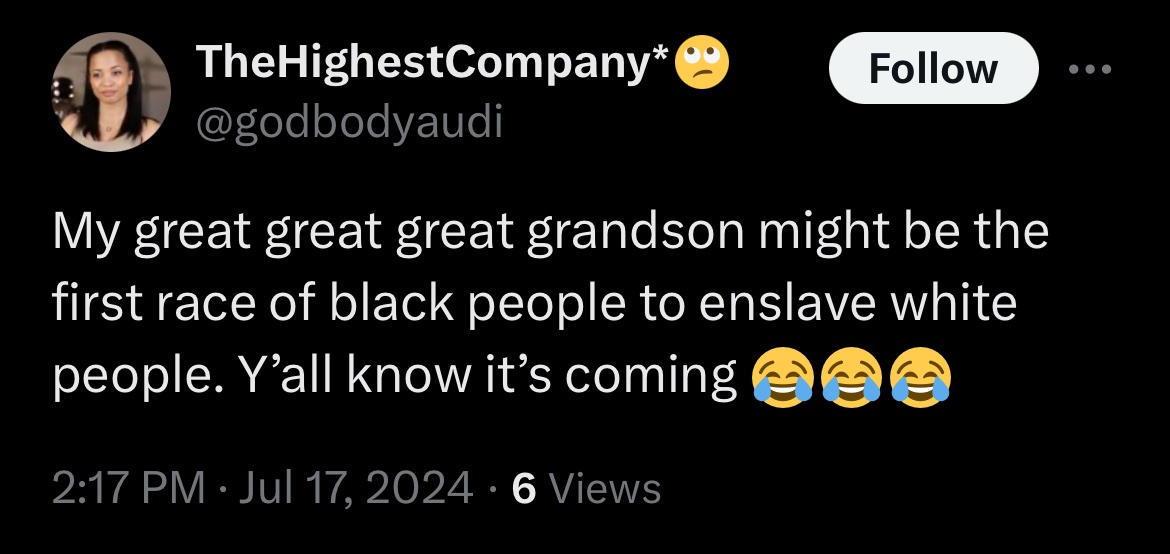 TheHighestCompany*🙄
Follow
@godbodyaudi
My great great great grandson might be the
first race of black people to enslave white
people. Y’all know it’s coming 😂😂😂
2:17 PM · Jul 17, 2024 · 6 Views